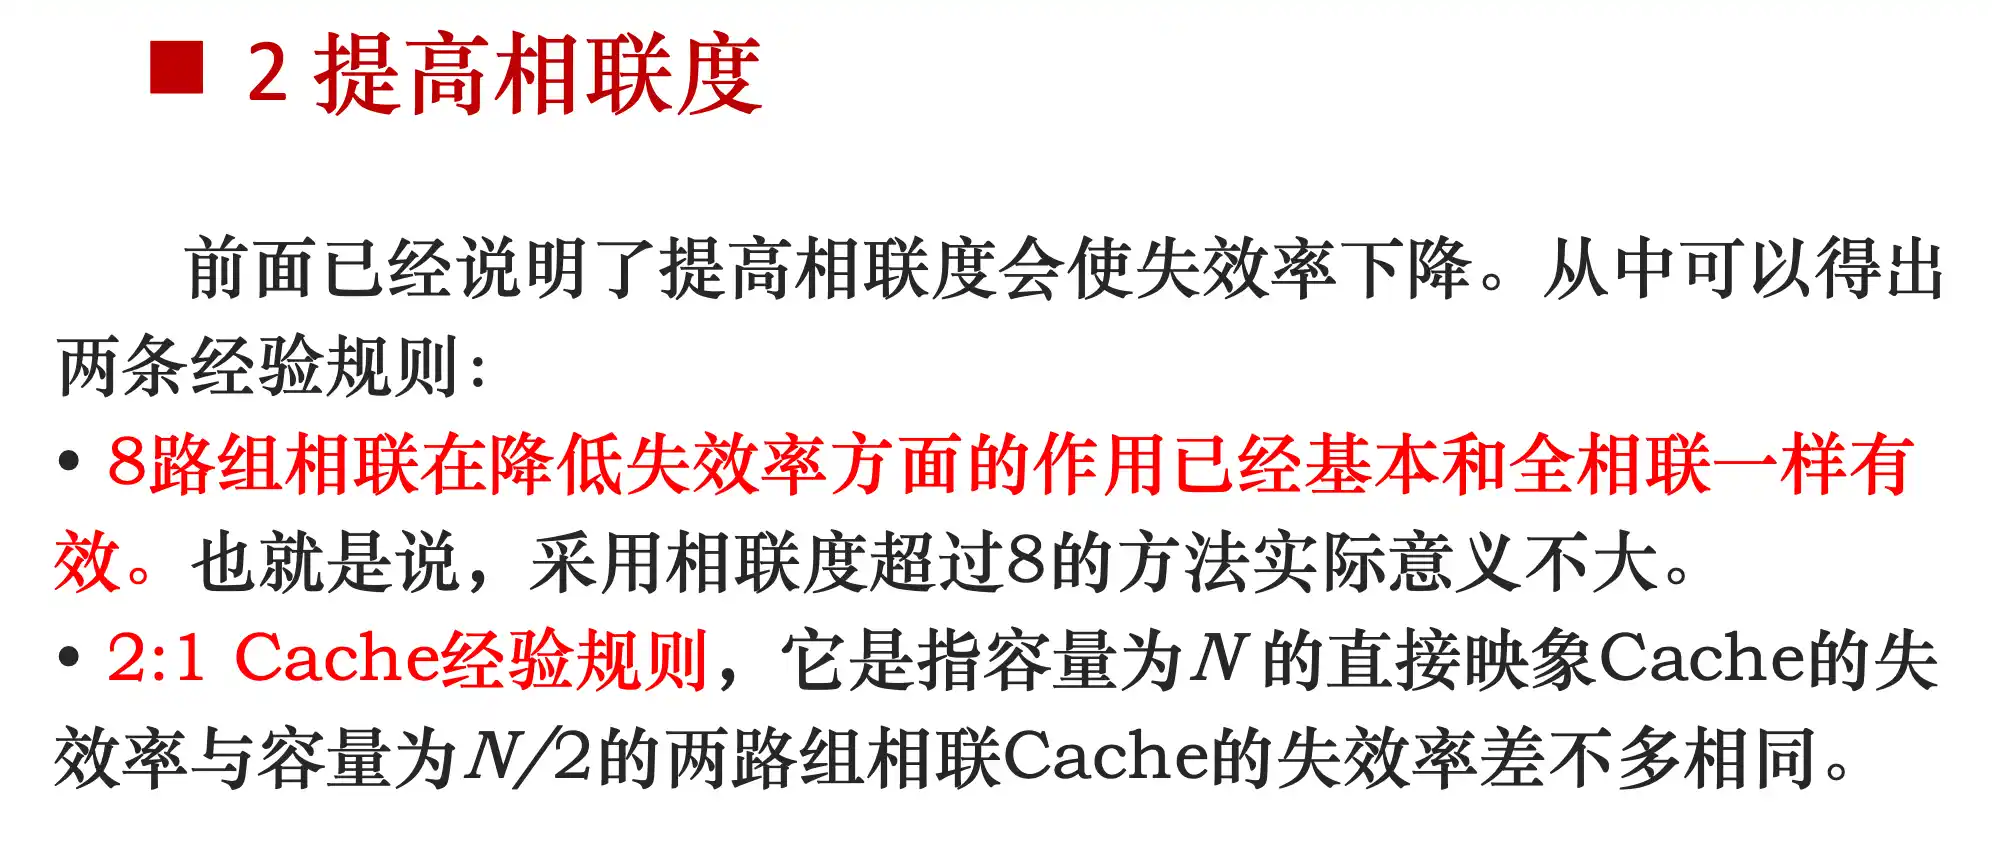 ■ 2 提高相联度
前面已经说明了提高相联度会使失效率下降。从中可以得出
两条经验规则:
• 8路组相联在降低失效率方面的作用已经基本和全相联一样有
效。也就是说，采用相联度超过8的方法实际意义不大。
• 2:1 Cache经验规则，它是指容量为N 的直接映象Cache的失
效率与容量为N/2的两路组相联Cache的失效率差不多相同。